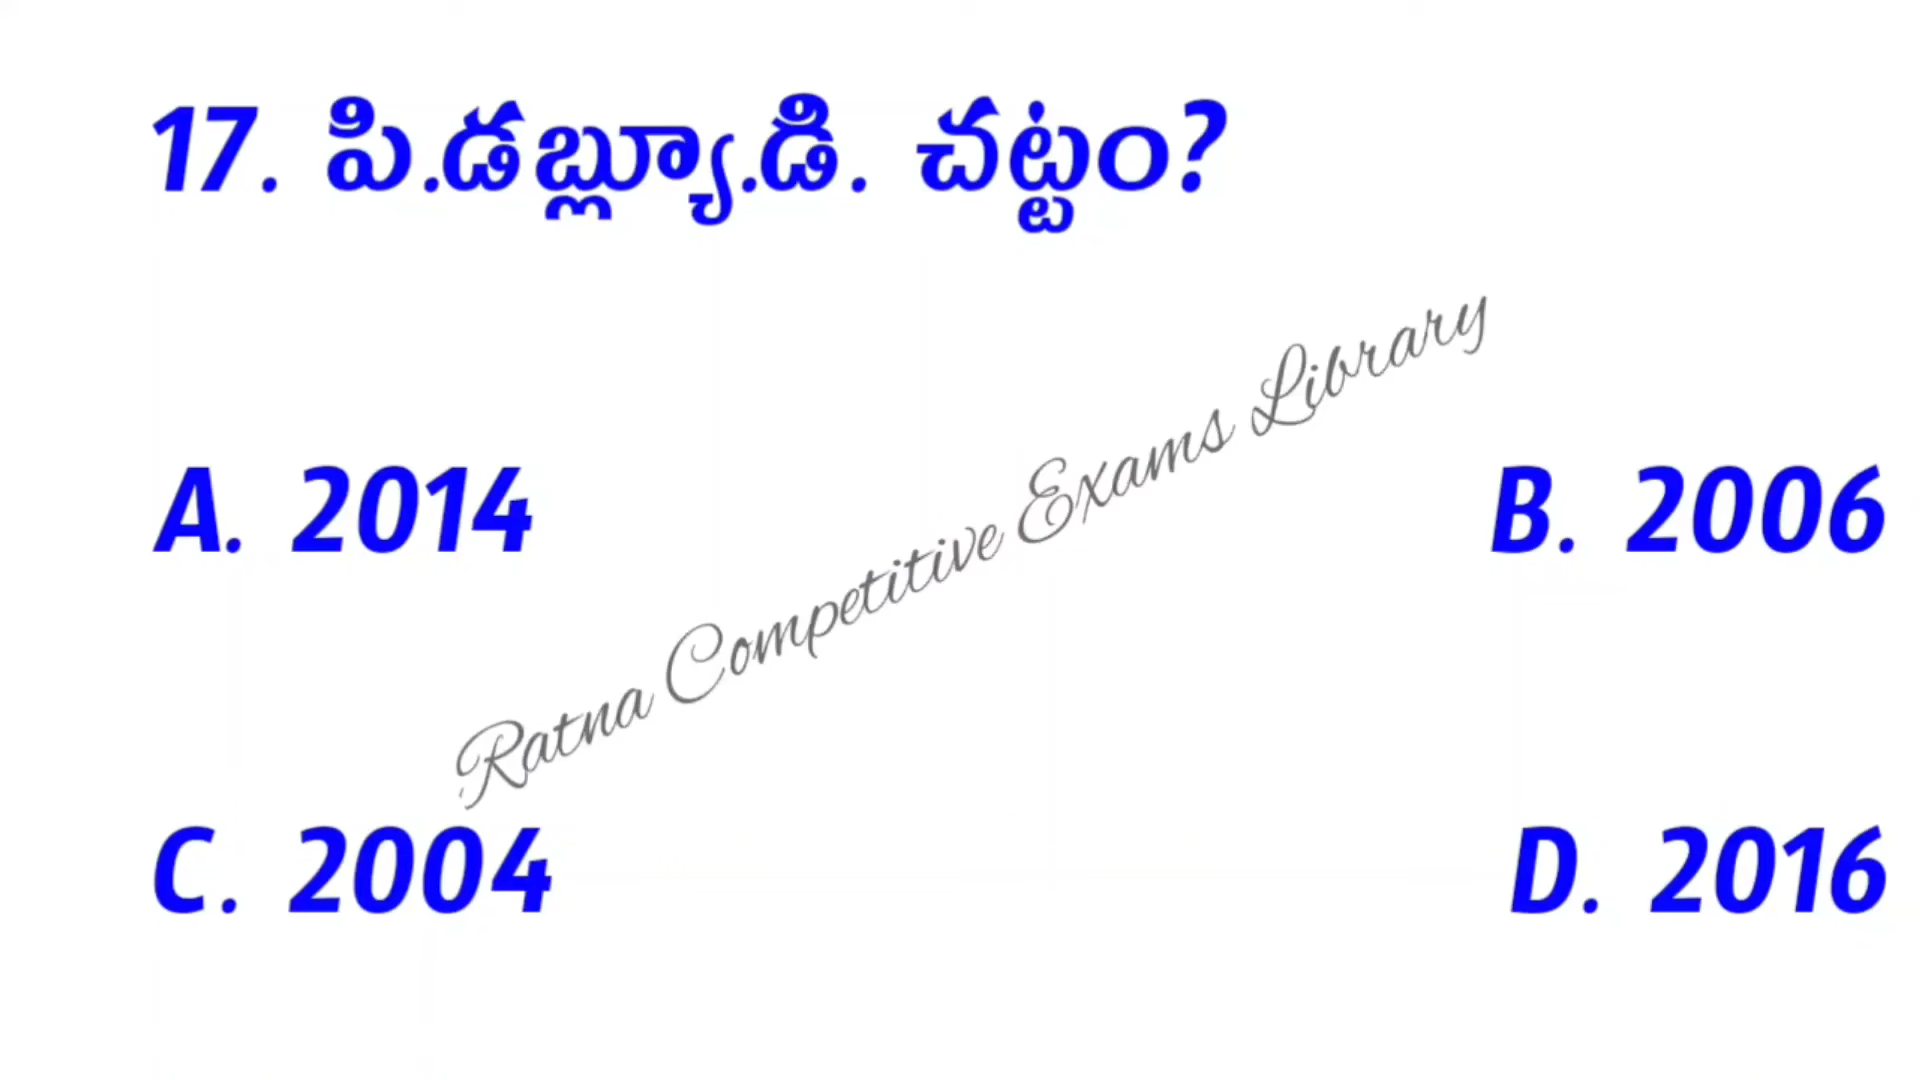 17. పి.డబ్ల్యూ.డి. చట్టం?
A. 2014 B. 2006
Ratna Competitive Exams Library
C. 2004 D. 2016